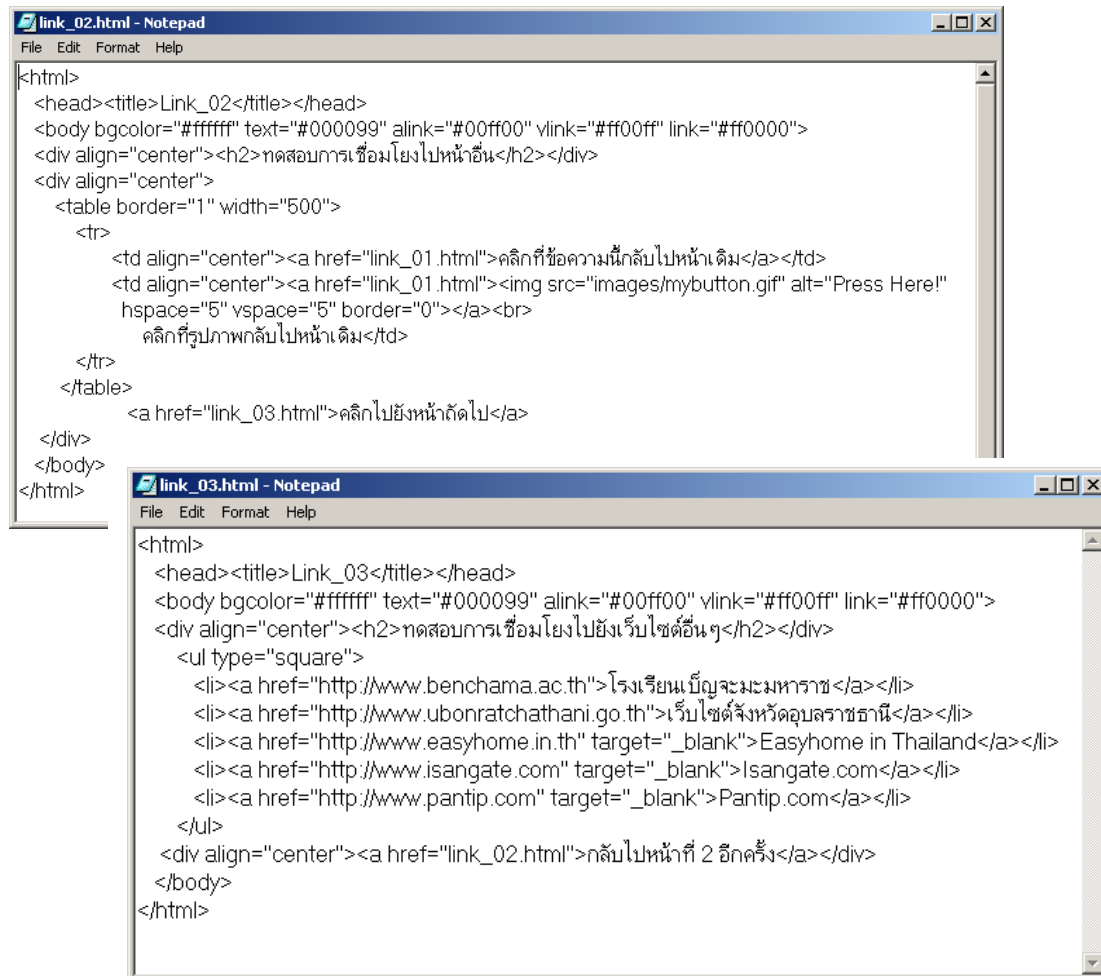 link_02.html - Notepad
File Edit Format Help
<html>
<head><title>Link_02</title></head>
<body bgcolor="#ffffff" text="#000099" alink="#00ff00" vlink="#ff00ff" link="#ff0000">
<div align="center"><h2>ทดสอบการเชื่อมโยงไปหน้าอื่น</h2></div>
<div align="center">
<table border="1" width="500">
<tr>
<td align="center"><a href="link_01.html">คลิกที่ข้อความนี้กลับไปหน้าเดิม</a></td>
<td align="center"><a href="link_01.html"><img src="images/mybutton.gif" alt="Press Here!"
hspace="5" vspace="5" border="0"></a><br>
คลิกที่รูปภาพกลับไปหน้าเดิม</td>
</tr>
</table>
<a href="link_03.html">คลิกไปยังหน้าถัดไป</a>
</div>
</body>
</html>
link_03.html - Notepad
File Edit Format Help
<html>
<head><title>Link_03</title></head>
<body bgcolor="#ffffff" text="#000099" alink="#00ff00" vlink="#ff00ff" link="#ff0000">
<div align="center"><h2>ทดสอบการเชื่อมโยงไปยังเว็บไซต์อื่นๆ</h2></div>
<ul type="square">
<li><a href="http://www.benchama.ac.th">โรงเรียนเบ็ญจะมะมหาราช</a></li>
<li><a href="http://www.ubonratchathani.go.th">เว็บไซต์จังหวัดอุบลราชธานี</a></li>
<li><a href="http://www.easyhome.in.th" target="_blank">Easyhome in Thailand</a></li>
<li><a href="http://www.isangate.com" target="_blank">Isangate.com</a></li>
<li><a href="http://www.pantip.com" target="_blank">Pantip.com</a></li>
</ul>
<div align="center"><a href="link_02.html">กลับไปหน้าที่ 2 อีกครั้ง</a></div>
</body>
</html>